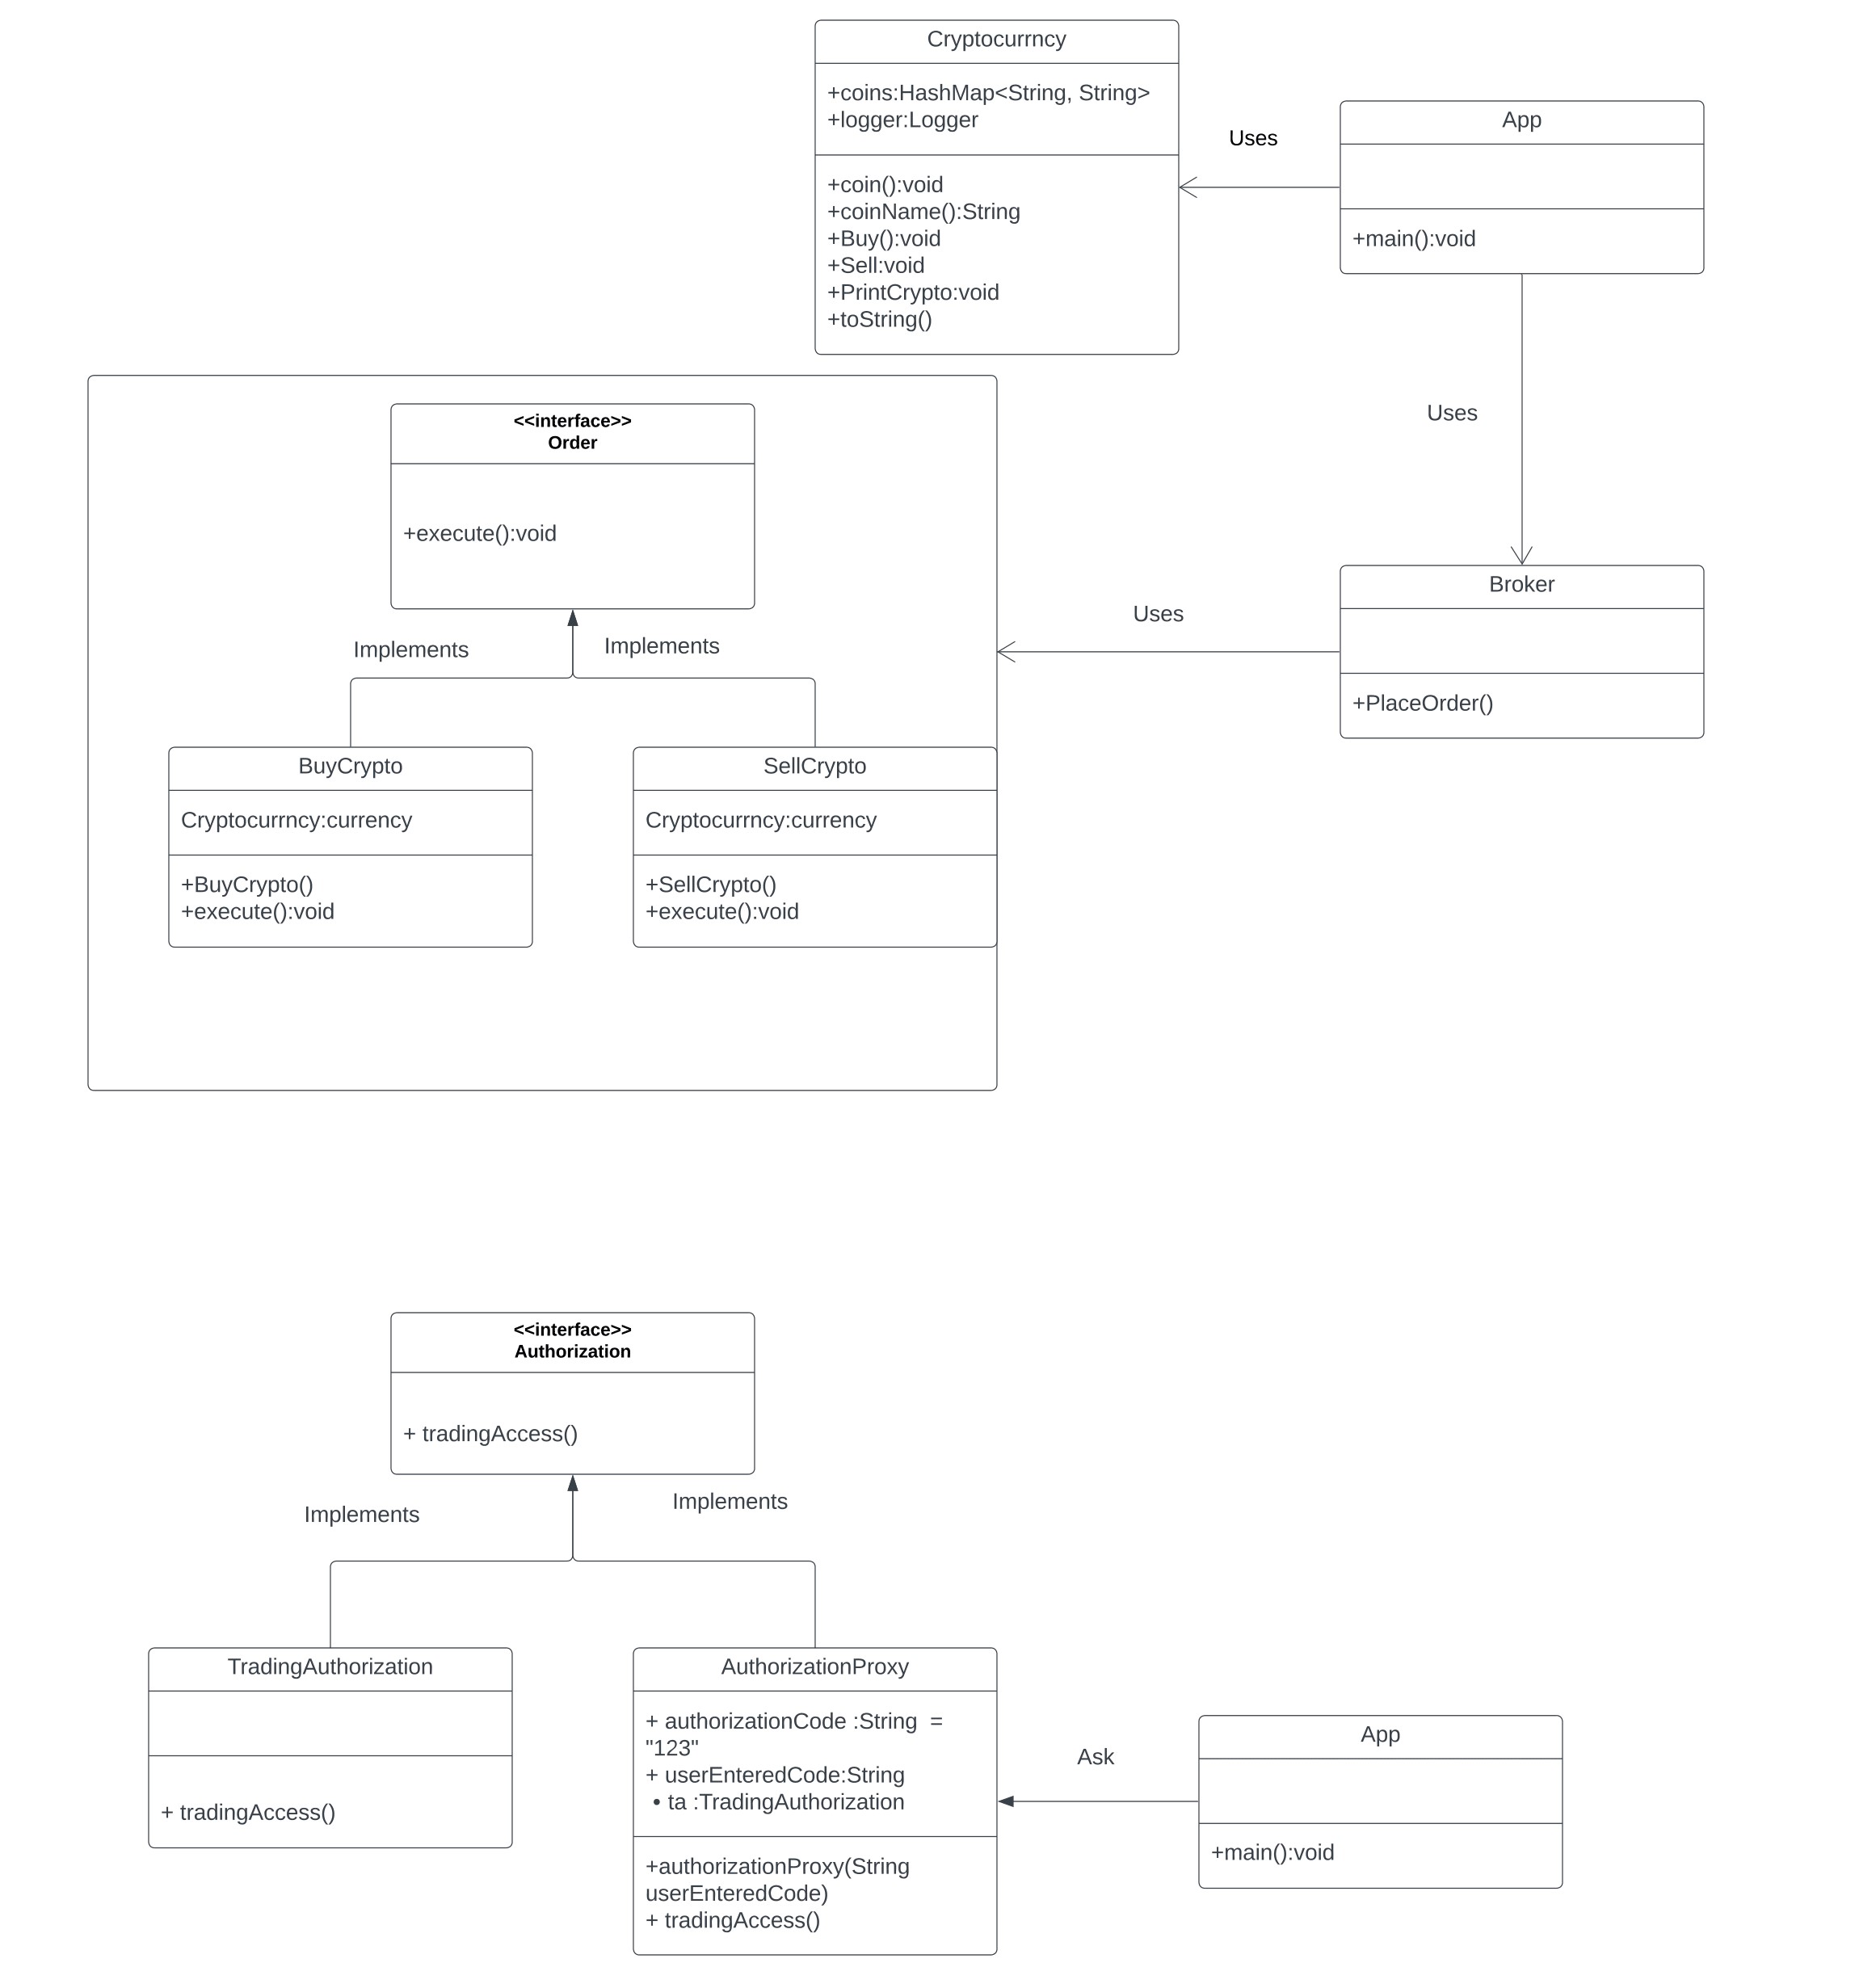 Cryptocurrncy
+coins:HashMap<String, String>
+logger:Logger
+coin():void
+coinName():String
+Buy():void
+Sell:void
+PrintCrypto:void
+toString()
Uses
App
+main():void
Uses
<<interface>>
Order
+execute():void
Implements
Implements
Uses
Broker
+PlaceOrder()
BuyCrypto
Cryptocurrncy:currency
+BuyCrypto()
+execute():void
SellCrypto
Cryptocurrncy:currency
+SellCrypto()
+execute():void
<<interface>>
Authorization
+ tradingAccess()
Implements
Implements
TradingAuthorization
+ tradingAccess()
AuthorizationProxy
+ authorizationCode :String  =
"123"
+ userEnteredCode:String
• ta :TradingAuthorization
+authorizationProxy(String
userEnteredCode)
+ tradingAccess()
Ask
App
+main():void